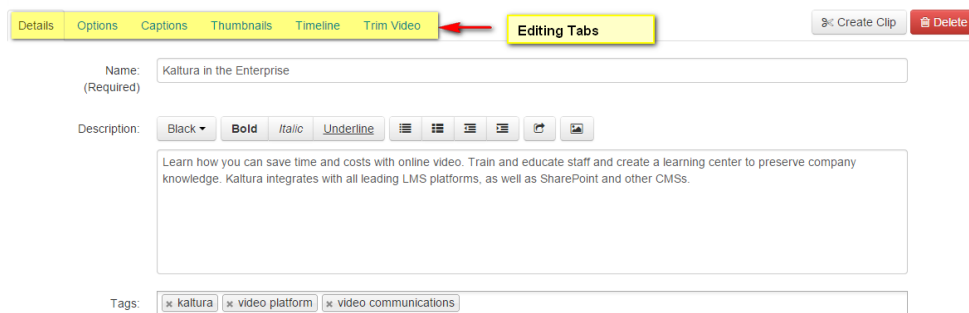 Details Options Captions Thumbnails Timeline Trim Video Editing Tabs Create Clip Delete
Name: Kaltura in the Enterprise
(Required)
Description: Black Bold Italic Underline
Learn how you can save time and costs with online video. Train and educate staff and create a learning center to preserve company
knowledge. Kaltura integrates with all leading LMS platforms, as well as SharePoint and other CMSs.
Tags: kaltura video platform video communications